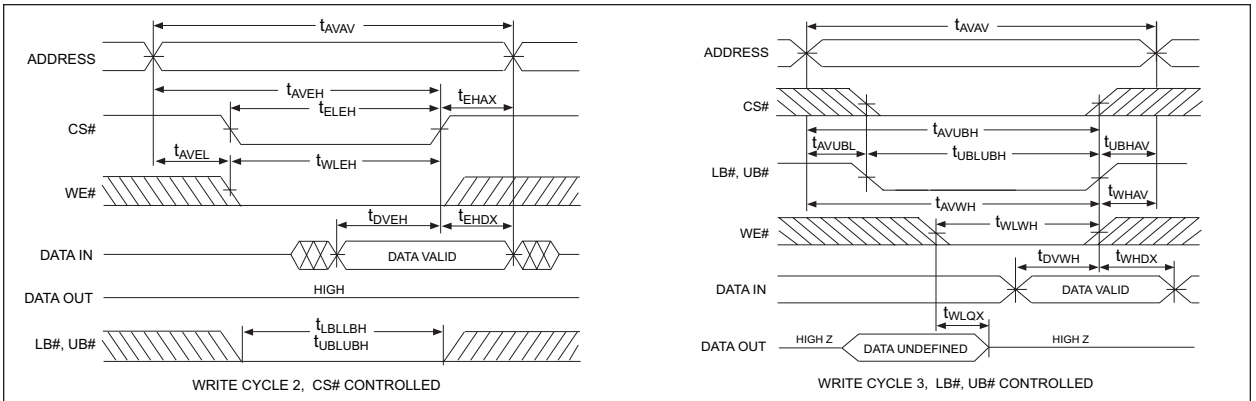 tAVAV
ADDRESS
tAVEH
tELEH
tEHAX
CS#
tAVEL
tWLEH
WE#
tDVEH
tEHDX
DATA IN
DATA VALID
DATA OUT
HIGH
tLBLLBH
tUBLUBH
LB#, UB#
WRITE CYCLE 2, CS# CONTROLLED
tAVAV
ADDRESS
CS#
tAVUBH
tAVUBL
tUBLUBH
tUBHAV
LB#, UB#
tAVWH
tWHAV
tWLWH
WE#
tDVWH
tWHDX
DATA IN
DATA VALID
tWLQX
DATA OUT
HIGH Z
DATA UNDEFINED
HIGH Z
WRITE CYCLE 3, LB#, UB# CONTROLLED